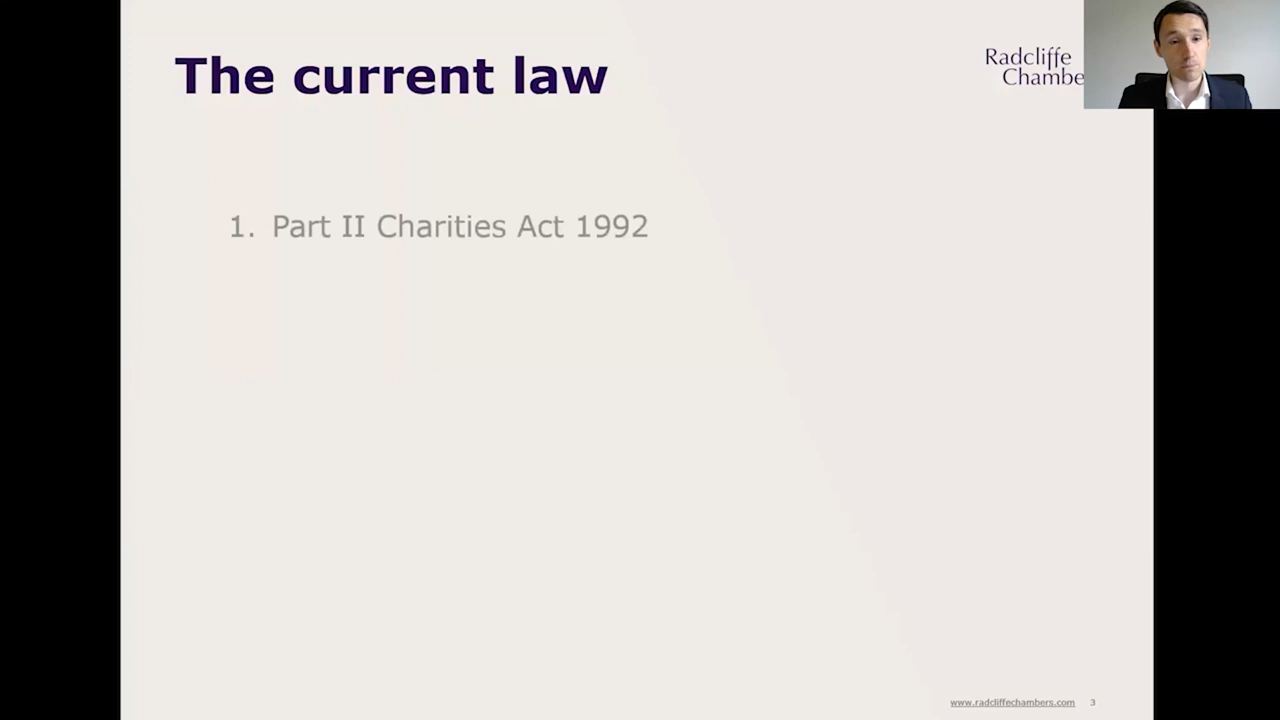 The current law
Radcliffe
Chambe
1. Part II Charities Act 1992
www.radcliffechambers.com 3